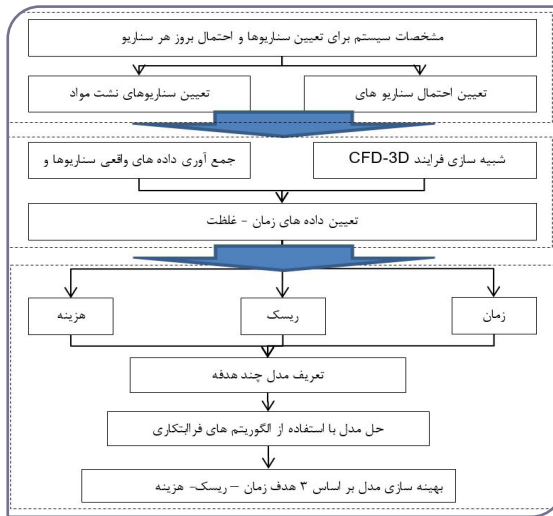 مشخصات سیستم برای تعیین سناریوها و احتمال بروز هر سناریو
تعیین احتمال سناریو های
تعیین سناریوهای نشت مواد
شبیه سازی فرایند CFD-3D
جمع آوری داده های واقعی سناریوها و
تعیین داده های زمان - غلظت
زمان
ریسک
هزینه
تعریف مدل چند هدفه
حل مدل با استفاده از الگوریتم های فراابتکاری
بهینه سازی مدل بر اساس ۳ هدف زمان – ریسک- هزینه